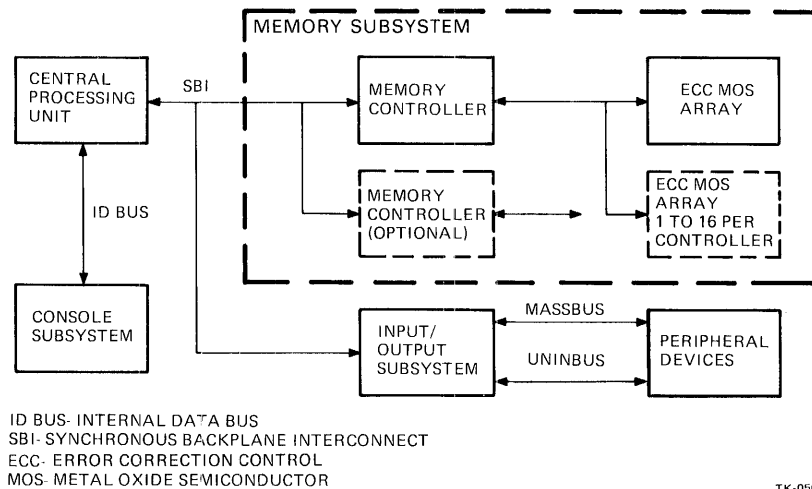 MEMORY SUBSYSTEM
CENTRAL
PROCESSING
UNIT
SBI
MEMORY
CONTROLLER
ECC MOS
ARRAY
ID BUS
MEMORY
CONTROLLER
(OPTIONAL)
ECC MOS
ARRAY
1 TO 16 PER
CONTROLLER
CONSOLE
SUBSYSTEM
INPUT/
OUTPUT
SUBSYSTEM
MASSBUS
UNINBUS
PERIPHERAL
DEVICES
ID BUS- INTERNAL DATA BUS
SBI- SYNCHRONOUS BACKPLANE INTERCONNECT
ECC- ERROR CORRECTION CONTROL
MOS- METAL OXIDE SEMICONDUCTOR